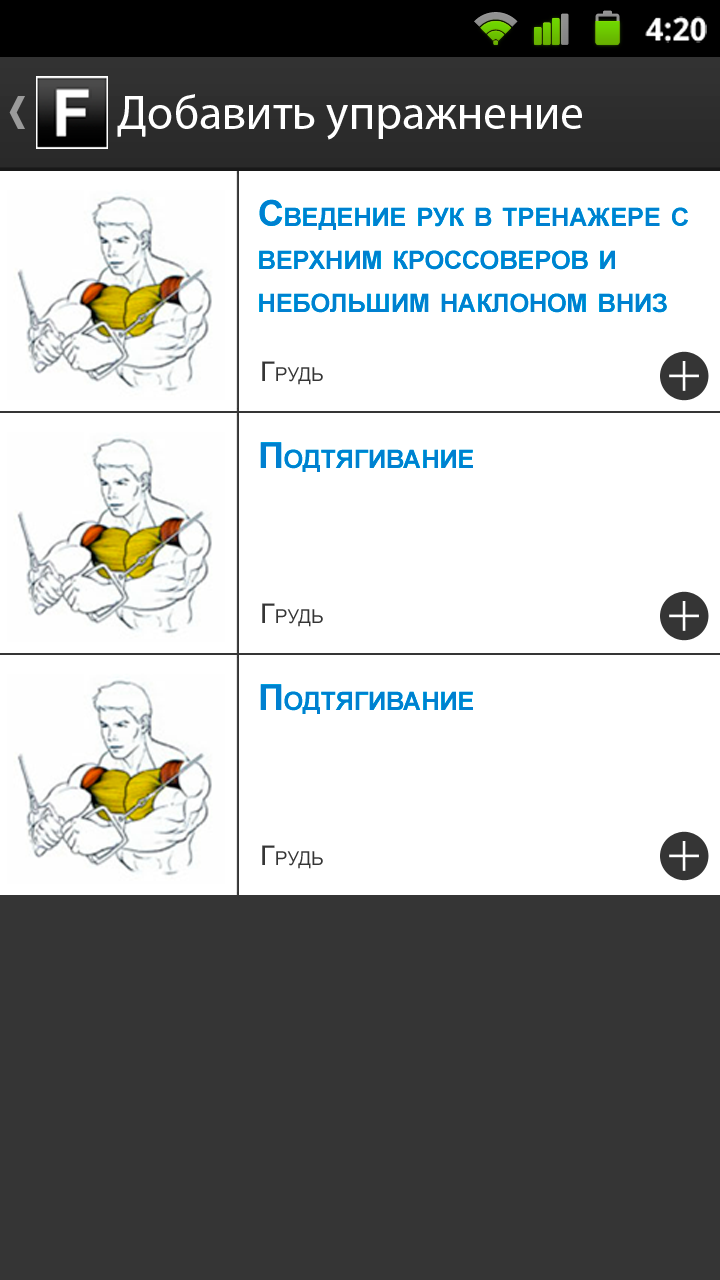 4:20
F Добавить упражнение
Сведение рук в тренажере с
верхним кроссоверов и
небольшим наклоном вниз
Грудь
Подтягивание
Грудь
Подтягивание
Грудь